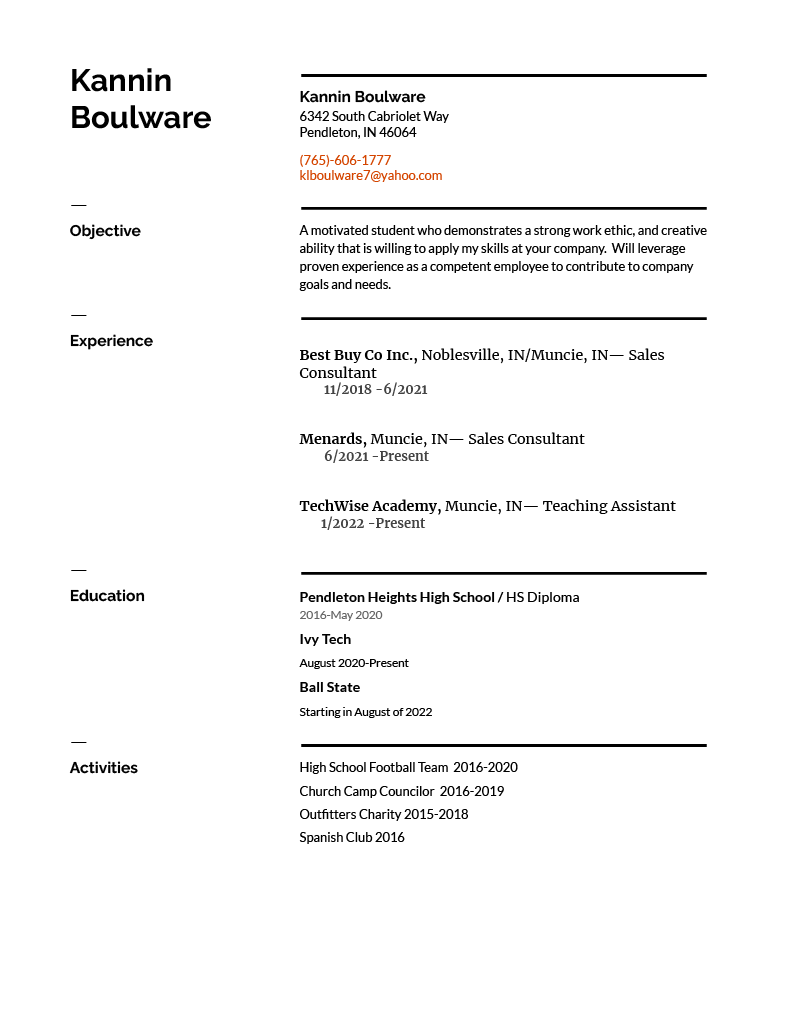 Kannin
Boulware
Kannin Boulware
6342 South Cabriolet Way
Pendleton, IN 46064
(765)-606-1777
klboulware7@yahoo.com
Objective
A motivated student who demonstrates a strong work ethic, and creative
ability that is willing to apply my skills at your company.  Will leverage
proven experience as a competent employee to contribute to company
goals and needs.
Experience
Best Buy Co Inc., Noblesville, IN/Muncie, IN— Sales
Consultant
11/2018 -6/2021
Menards, Muncie, IN— Sales Consultant
6/2021 -Present
TechWise Academy, Muncie, IN— Teaching Assistant
1/2022 -Present
Education
Pendleton Heights High School / HS Diploma
2016-May 2020
Ivy Tech
August 2020-Present
Ball State
Starting in August of 2022
Activities
High School Football Team  2016-2020
Church Camp Councilor  2016-2019
Outfitters Charity 2015-2018
Spanish Club 2016